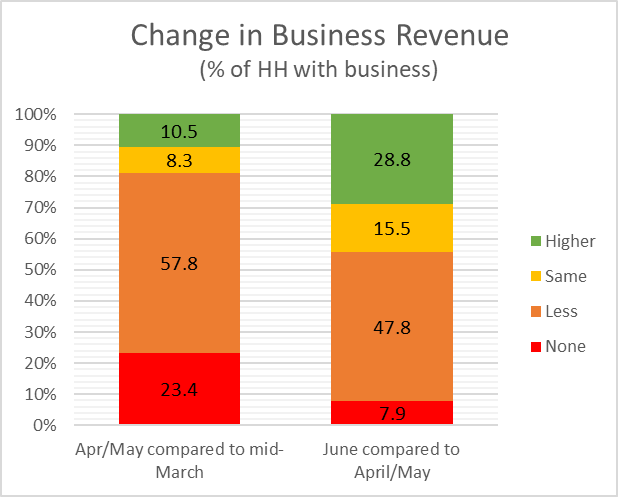 Change in Business Revenue
(% of HH with business)
100%
90%
80%
70%
60%
50%
40%
30%
20%
10%
0%
10.5
8.3
57.8
23.4
28.8
15.5
47.8
7.9
Apr/May compared to mid-
March
June compared to
April/May
Higher
Same
Less
None